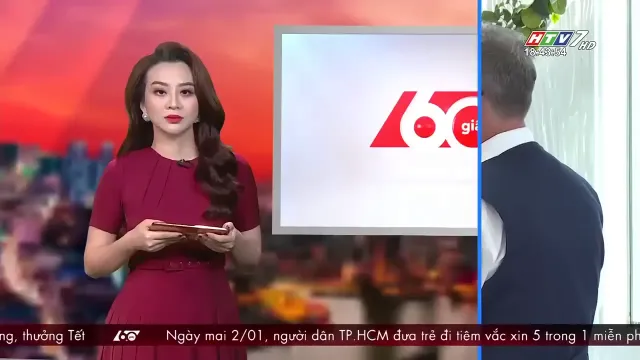 HTV7 HD
18:43:54
60 giâ
ng, thưởng Tết 60 Ngày mai 2/01, người dân TP.HCM đưa trẻ đi tiêm vắc xin 5 trong 1 miễn ph